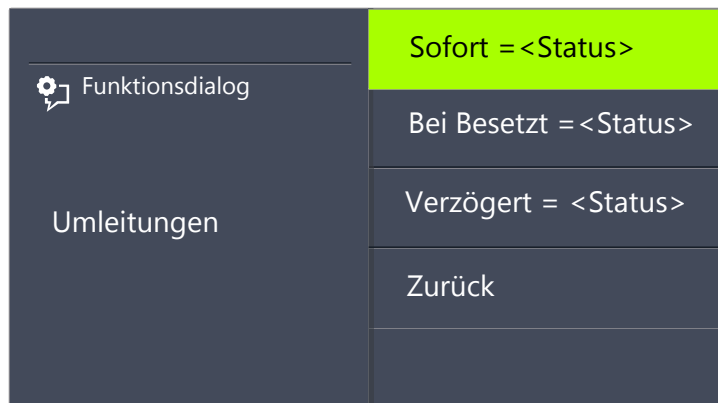 Funktionsdialog
Umleitungen
Sofort =<Status>
Bei Besetzt =<Status>
Verzögert = <Status>
Zurück